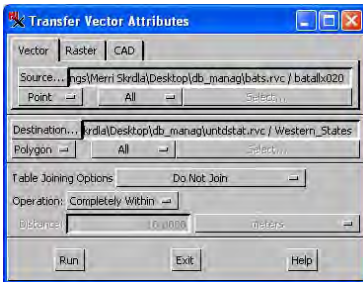 Transfer Vector Attributes
Vector Raster CAD
Source... ngs\Merri Skrdla\Desktop\db_manag\bats.rvc / batallx020
Point All Select...
Destination... krdla\Desktop\db_manag\untdstat.rvc / Western_States
Polygon All Select...
Table Joining Options Do Not Join
Operation: Completely Within
Distance: 10.0000 meters
Run Exit Help